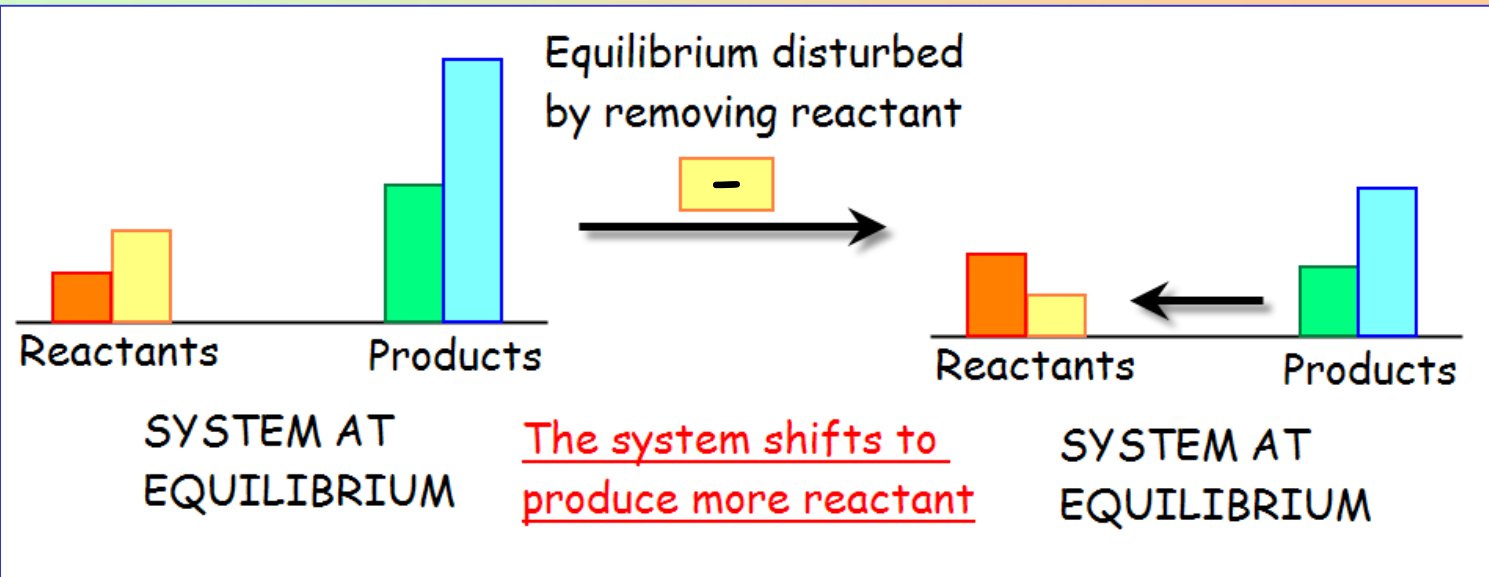 Equilibrium disturbed
by removing reactant
-
Reactants
Products
Reactants
Products
SYSTEM AT
EQUILIBRIUM
The system shifts to
produce more reactant
SYSTEM AT
EQUILIBRIUM